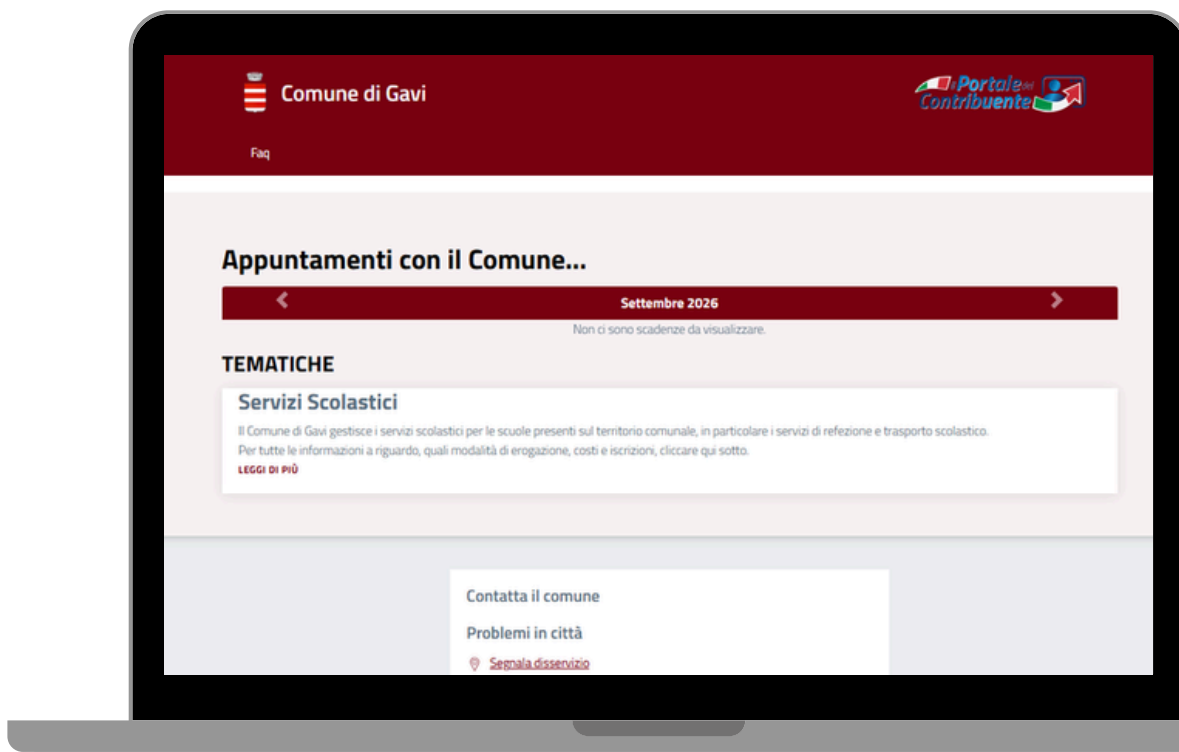 Comune di Gavi
il Portale del
Contribuente
Faq
Appuntamenti con il Comune...
Settembre 2026
Non ci sono scadenze da visualizzare.
TEMATICHE
Servizi Scolastici
Il Comune di Gavi gestisce i servizi scolastici per le scuole presenti sul territorio comunale, in particolare i servizi di refezione e trasporto scolastico.
Per tutte le informazioni a riguardo, quali modalità di erogazione, costi e iscrizioni, cliccare qui sotto.
LEGGI DI PIÙ
Contatta il comune
Problemi in città
Segnala disservizio